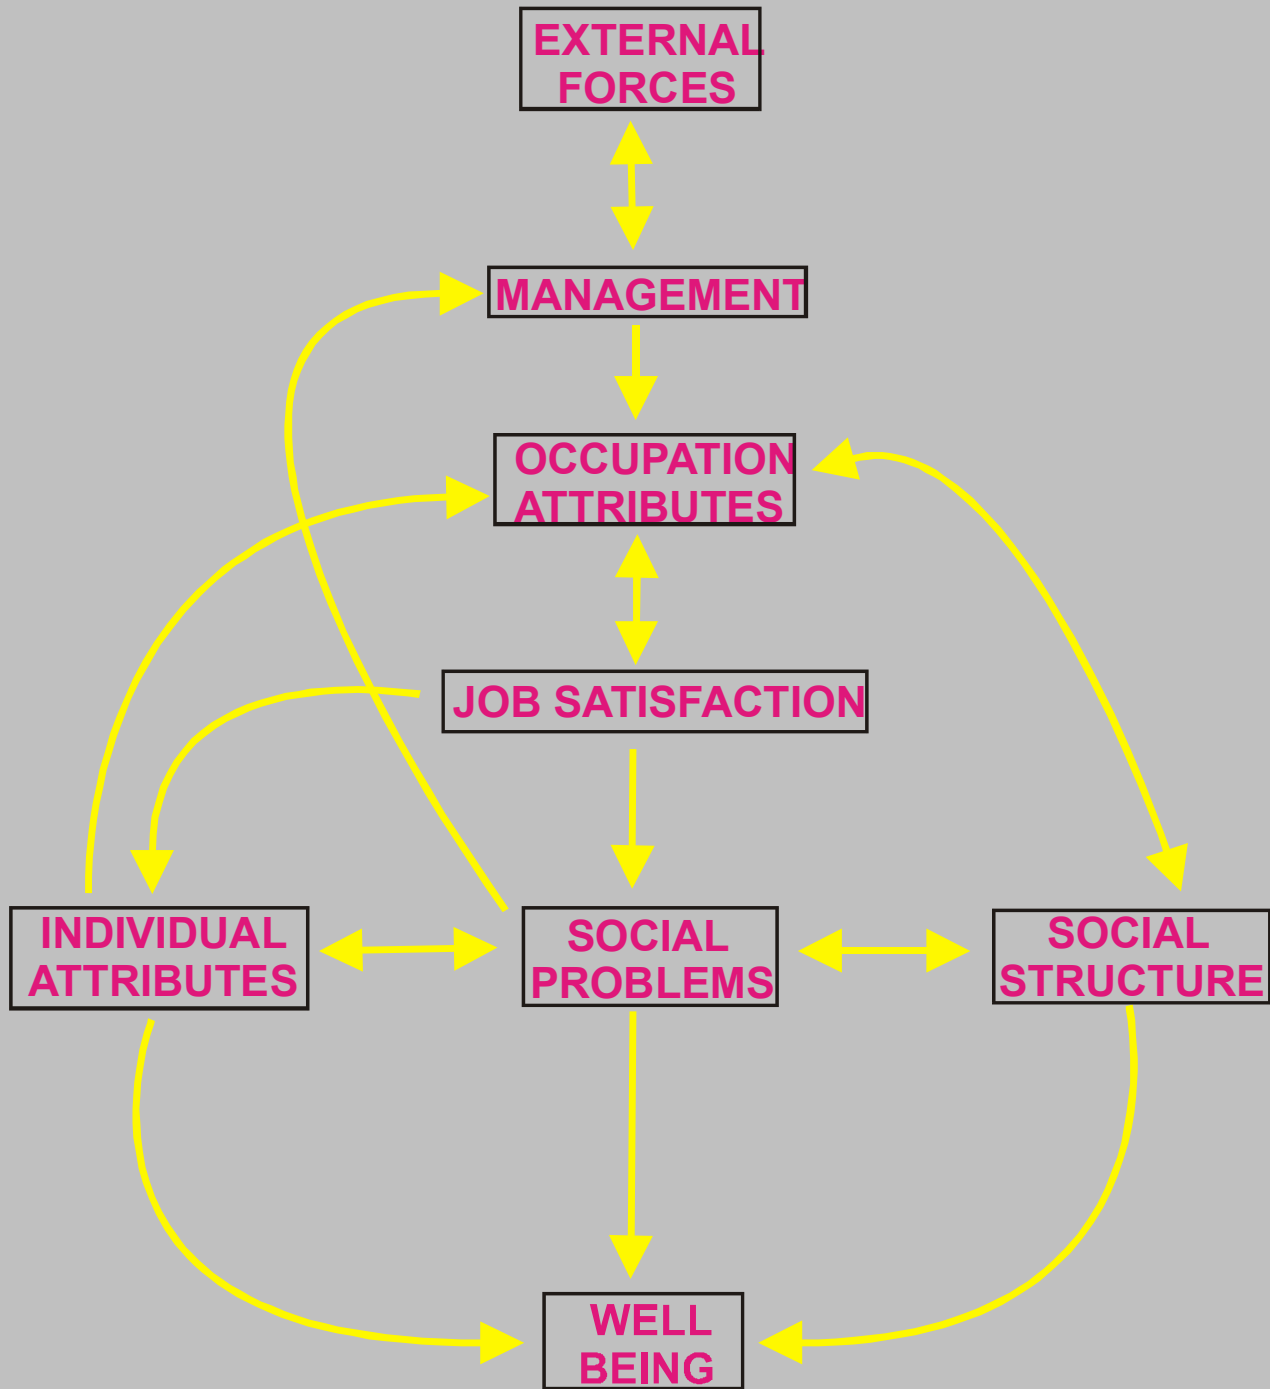 EXTERNAL
FORCES
MANAGEMENT
OCCUPATION
ATTRIBUTES
JOB SATISFACTION
INDIVIDUAL
ATTRIBUTES
SOCIAL
PROBLEMS
SOCIAL
STRUCTURE
WELL
BEING